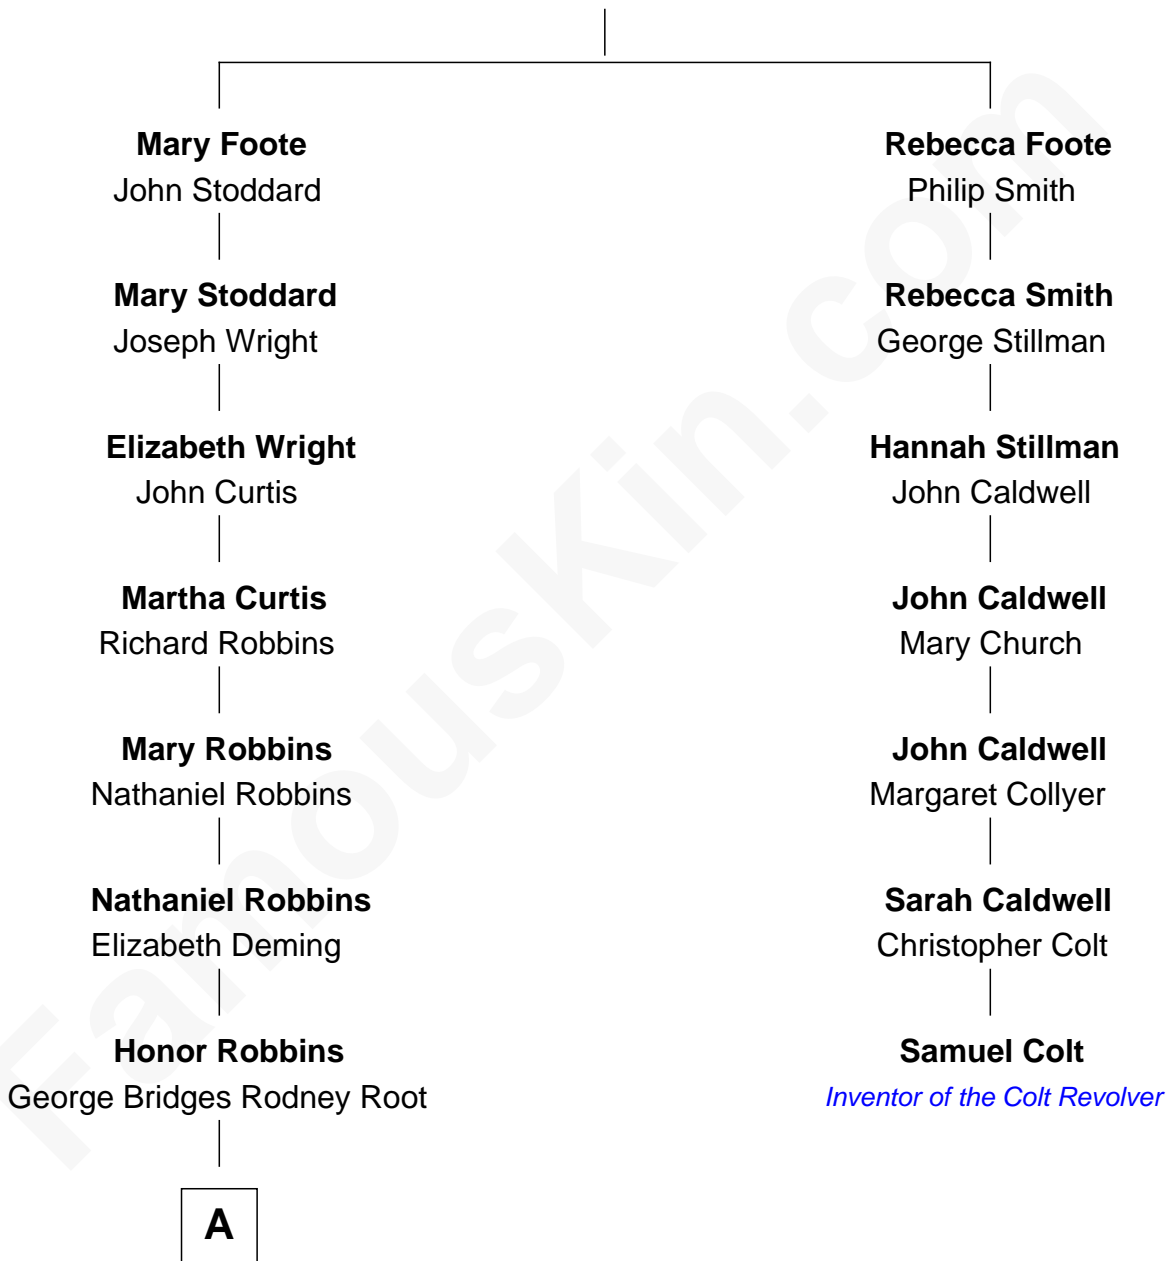 Mary Foote
John Stoddard
Mary Stoddard
Joseph Wright
Elizabeth Wright
John Curtis
Martha Curtis
Richard Robbins
Mary Robbins
Nathaniel Robbins
Nathaniel Robbins
Elizabeth Deming
Honor Robbins
George Bridges Rodney Root
A
Rebecca Foote
Philip Smith
Rebecca Smith
George Stillman
Hannah Stillman
John Caldwell
John Caldwell
Mary Church
John Caldwell
Margaret Collyer
Sarah Caldwell
Christopher Colt
Samuel Colt
Inventor of the Colt Revolver
FamousKin.com